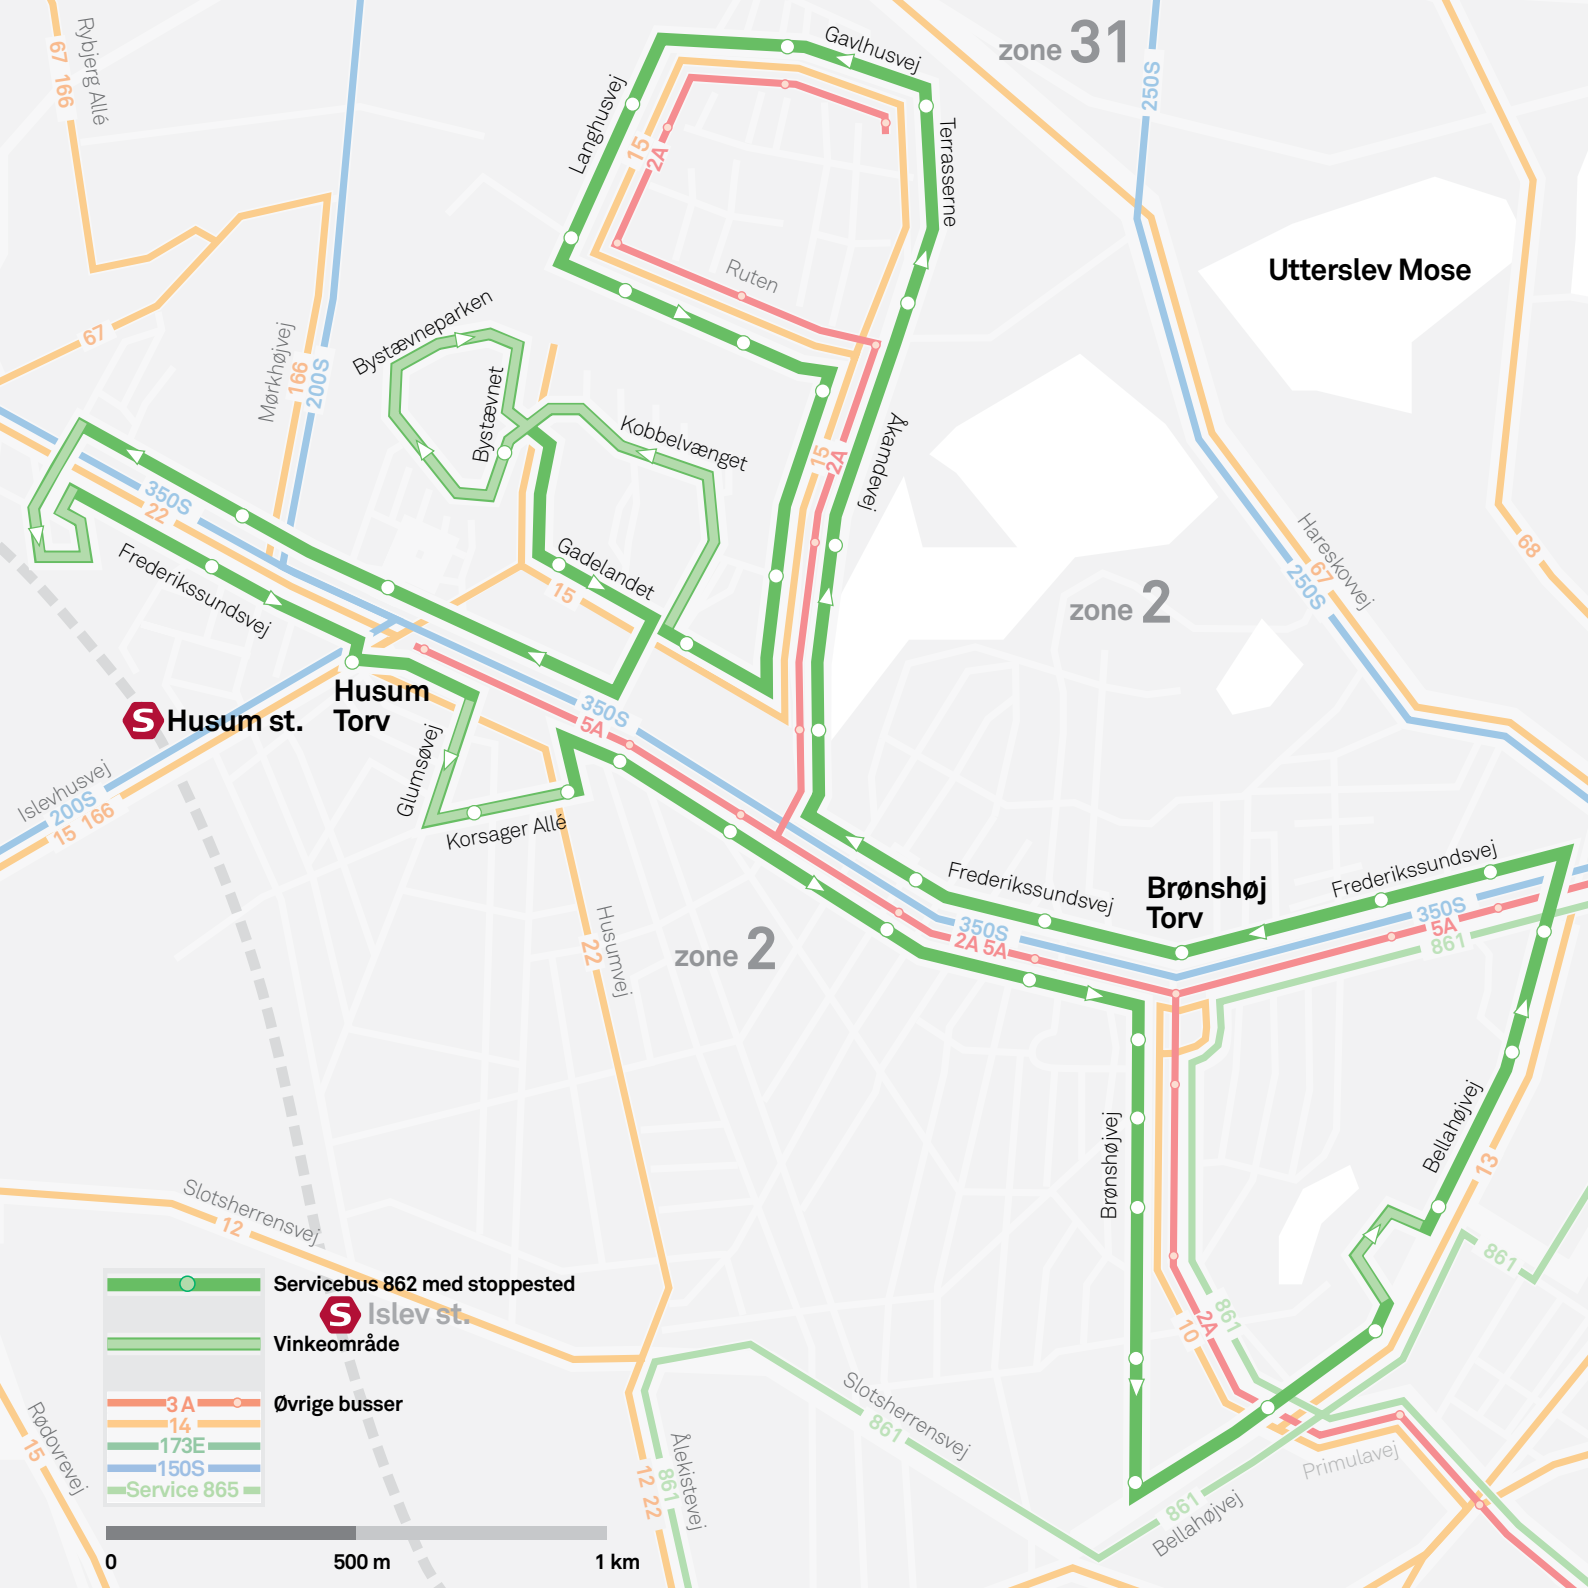 Rybjerg Allé
67 166
Gavlhusvej
zone 31
250S
Langhusvej
15
2A
Terrasserne
Ruten
Utterslev Mose
67
Mørkhøjvej
166
200S
Bystævneparken
Bystævnet
Kobbelvænget
15
2A
Åkamdevej
350S
22
Frederikssundsvej
Gadelandet
15
zone 2
Hareskovvej
67
250S
68
S Husum st.
Husum
Torv
350S
5A
Islevhusvej
200S
15 166
Glumsøvej
Korsager Allé
Frederikssundsvej
Brønshøj
Torv
Frederikssundsvej
350S
5A
861
350S
2A 5A
zone 2
22
Husumvej
Brønshøjvej
Bellahøjvej
13
Slotsherrensvej
12
861
861
2A
10
Servicebus 862 med stoppested
S Islev st.
Vinkeområde
3 A
Øvrige busser
14
173E
150S
Service 865
Rødovrevej
15
Slotsherrensvej
861
Ålekistevej
861
12 22
Primulavej
861
Bellahøjvej
0
500 m
1 km